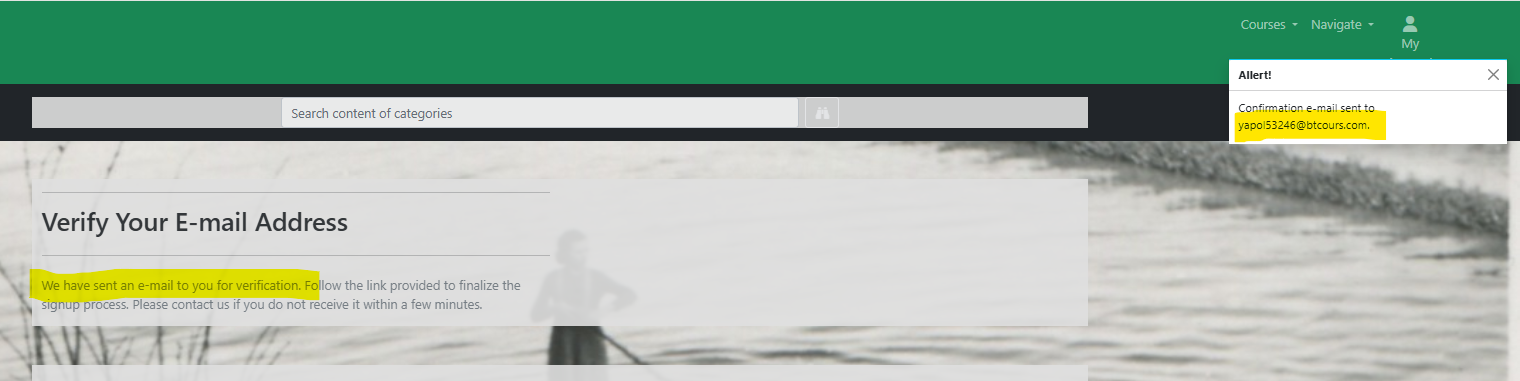 Courses Navigate
My
Allert!
Confirmation e-mail sent to
yapol53246@btcours.com.
Search content of categories
Verify Your E-mail Address
We have sent an e-mail to you for verification. Follow the link provided to finalize the
signup process. Please contact us if you do not receive it within a few minutes.